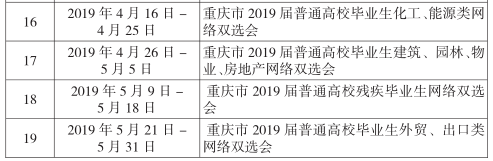 16
2019 年 4 月 16 日 –
4 月 25 日
重庆市 2019 届普通高校毕业生化工、能源类网
络双选会
17
2019 年 4 月 26 日 –
5 月 5 日
重庆市 2019 届普通高校毕业生建筑、园林、物
业、房地产网络双选会
18
2019 年 5 月 9 日 –
5 月 18 日
重庆市 2019 届普通高校残疾毕业生网络双选
会
19
2019 年 5 月 21 日 –
5 月 31 日
重庆市 2019 届普通高校毕业生外贸、出口类
网络双选会